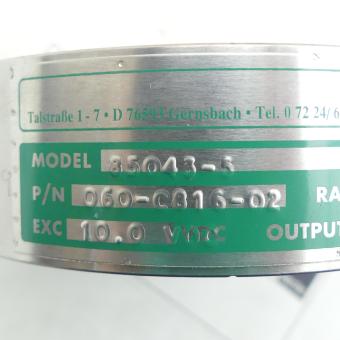 Talstraße 1 - 7 • D 76593 Gernsbach • Tel. 0 72 24/6
MODEL 85043-5
P/N 060-C816-02 RA
EXC 10.0 VVDC OUTPUT